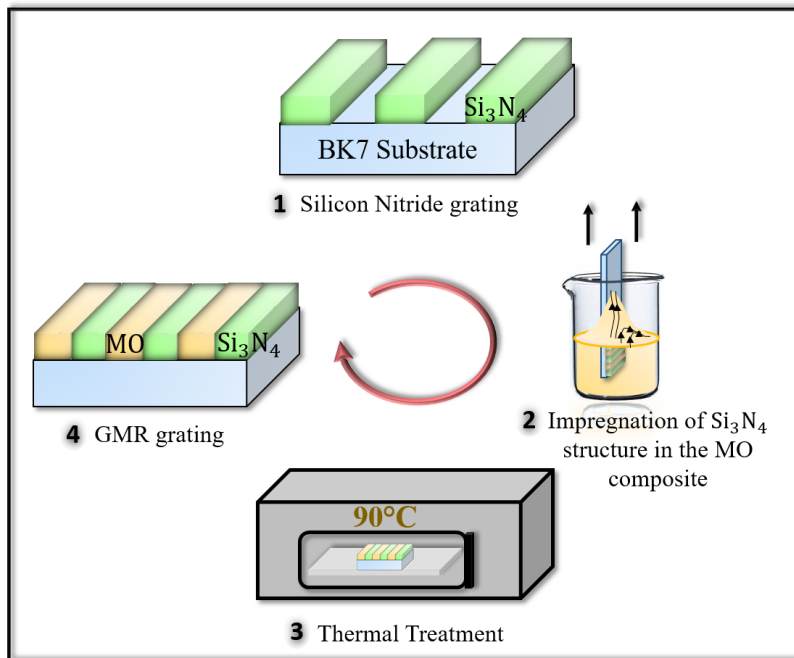 Si₃N₄
BK7 Substrate
1 Silicon Nitride grating
2 Impregnation of Si₃N₄
structure in the MO
composite
90°C
3 Thermal Treatment
MO
Si₃N₄
4 GMR grating